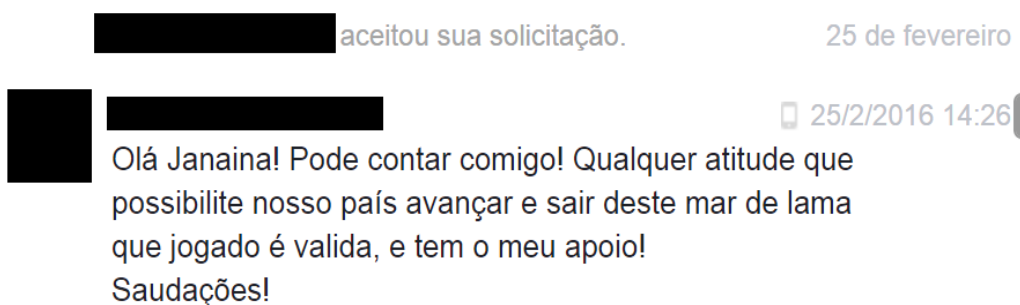 aceitou sua solicitação. 25 de fevereiro
25/2/2016 14:26
Olá Janaina! Pode contar comigo! Qualquer atitude que
possibilite nosso país avançar e sair deste mar de lama
que jogado é valida, e tem o meu apoio!
Saudações!